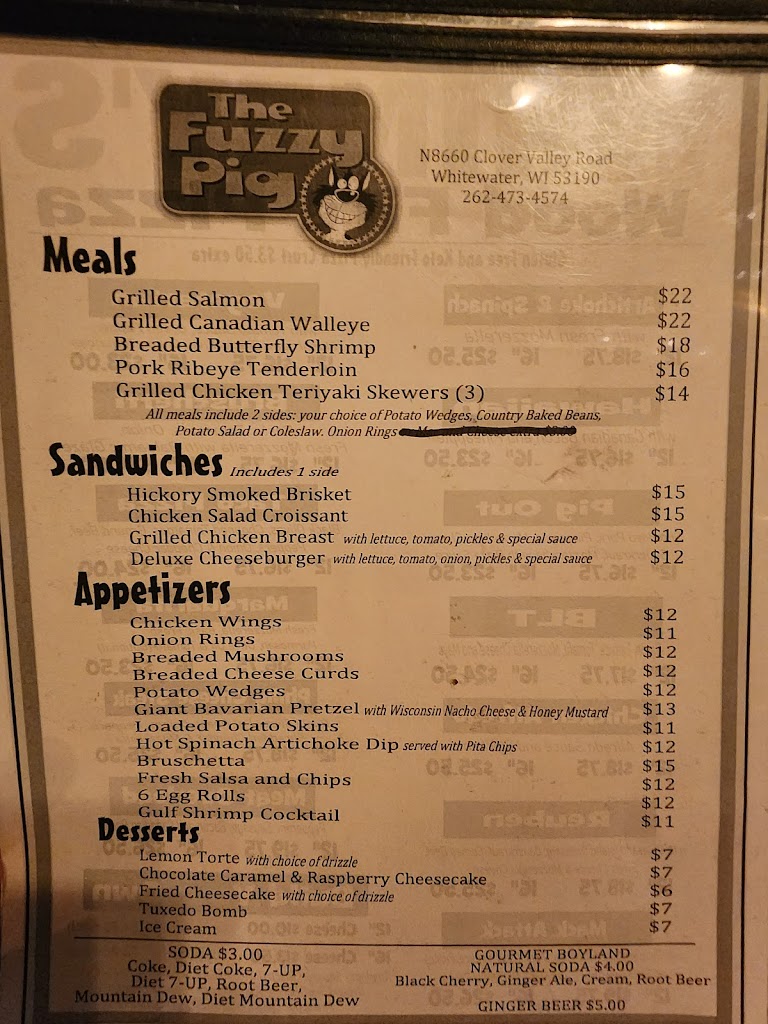 The
Fuzzy
Pig
N8660 Clover Valley Road
Whitewater, WI 53190
262-473-4574
Meals
Grilled Salmon $22
Grilled Canadian Walleye $22
Breaded Butterfly Shrimp $18
Pork Ribeye Tenderloin $16
Grilled Chicken Teriyaki Skewers (3) $14
All meals include 2 sides: your choice of Potato Wedges, Country Baked Beans,
Potato Salad or Coleslaw. Onion Rings
Sandwiches Includes 1 side
Hickory Smoked Brisket $15
Chicken Salad Croissant $15
Grilled Chicken Breast with lettuce, tomato, pickles & special sauce $12
Deluxe Cheeseburger with lettuce, tomato, onion, pickles & special sauce $12
Appetizers
Chicken Wings $12
Onion Rings $11
Breaded Mushrooms $12
Breaded Cheese Curds $12
Potato Wedges $12
Giant Bavarian Pretzel with Wisconsin Nacho Cheese & Honey Mustard $13
Loaded Potato Skins $11
Hot Spinach Artichoke Dip served with Pita Chips $12
Bruschetta $15
Fresh Salsa and Chips $12
6 Egg Rolls $12
Gulf Shrimp Cocktail $11
Desserts
Lemon Torte with choice of drizzle $7
Chocolate Caramel & Raspberry Cheesecake $7
Fried Cheesecake with choice of drizzle $6
Tuxedo Bomb $7
Ice Cream $7
SODA $3.00
Coke, Diet Coke, 7-UP,
Diet 7-UP, Root Beer,
Mountain Dew, Diet Mountain Dew
GOURMET BOYLAND
NATURAL SODA $4.00
Black Cherry, Ginger Ale, Cream, Root Beer
GINGER BEER $5.00